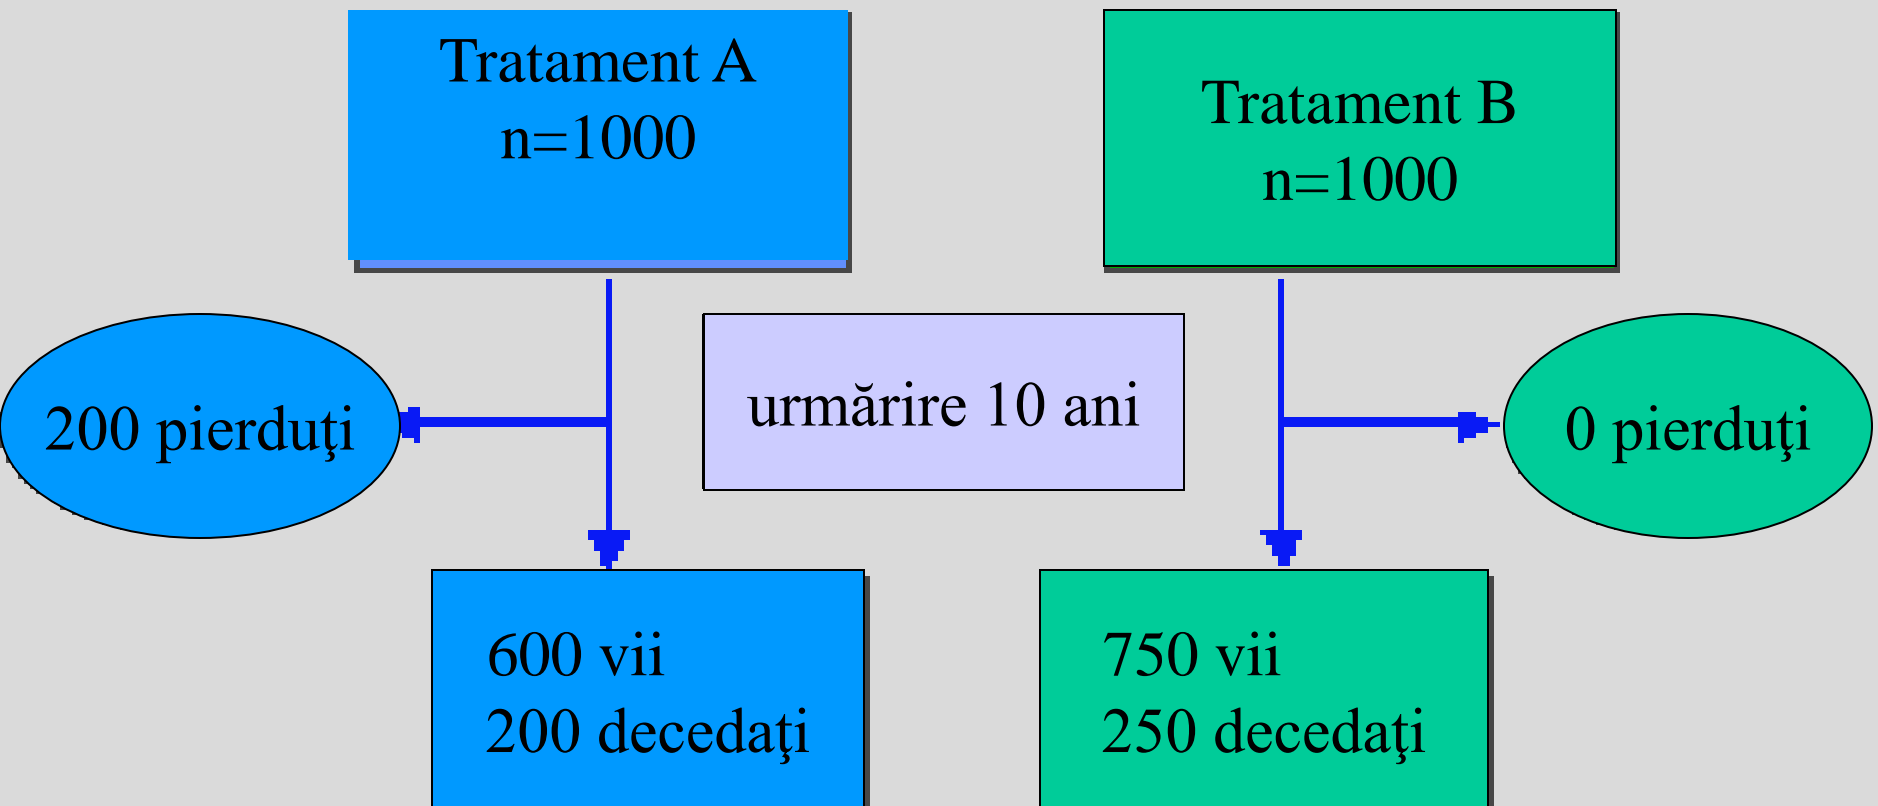 Tratament A
n=1000
Tratament B
n=1000
200 pierduţi
urmărire 10 ani
0 pierduţi
600 vii
200 decedaţi
750 vii
250 decedaţi